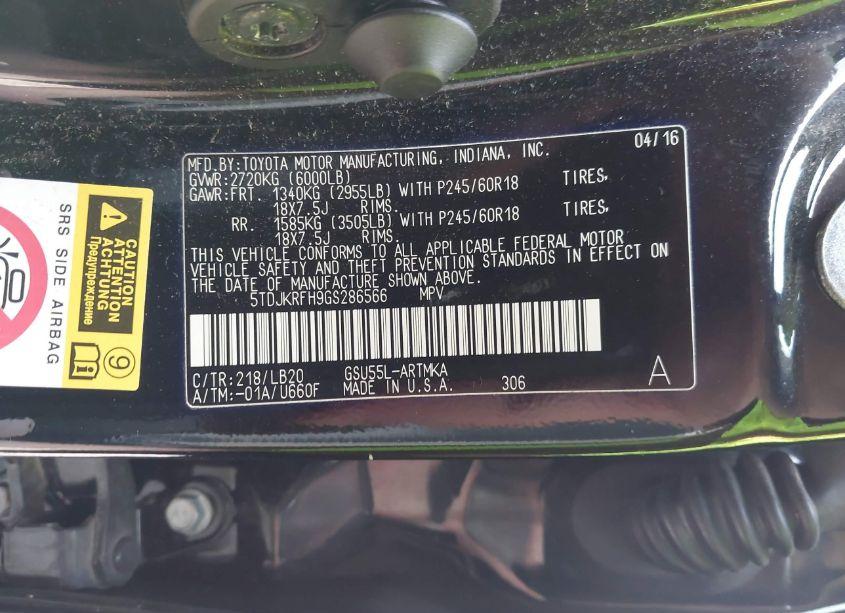 MFD.BY:TOYOTA MOTOR MANUFACTURING, INDIANA, INC. 04/16
GVWR:2720KG (6000LB)
GAWR:FRT. 1340KG (2955LB) WITH P245/60R18 TIRES,
18X7.5J RIMS,
RR. 1585KG (3505LB) WITH P245/60R18 TIRES,
18X7.5J RIMS,
THIS VEHICLE CONFORMS TO ALL APPLICABLE FEDERAL MOTOR
VEHICLE SAFETY AND THEFT PREVENTION STANDARDS IN EFFECT ON
THE DATE OF MANUFACTURE SHOWN ABOVE.
5TDJKRFH9GS286566 MPV
C/TR:218/LB20 GSU55L-ARTMKA
A/TM:-01A/U660F MADE IN U.S.A. 306 A
SRS SIDE AIRBAG
CAUTION
ATTENTION
ACHTUNG
Предупреждение
i
9